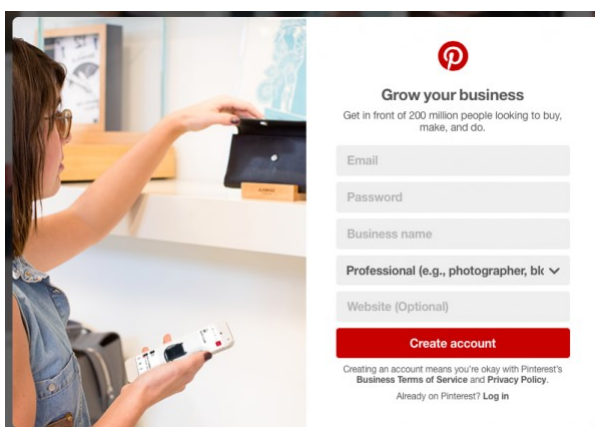 Grow your business
Get in front of 200 million people looking to buy,
make, and do.
Email
Password
Business name
Professional (e.g., photographer, blo
Website (Optional)
Create account
Creating an account means you're okay with Pinterest's
Business Terms of Service and Privacy Policy.
Already on Pinterest? Log in